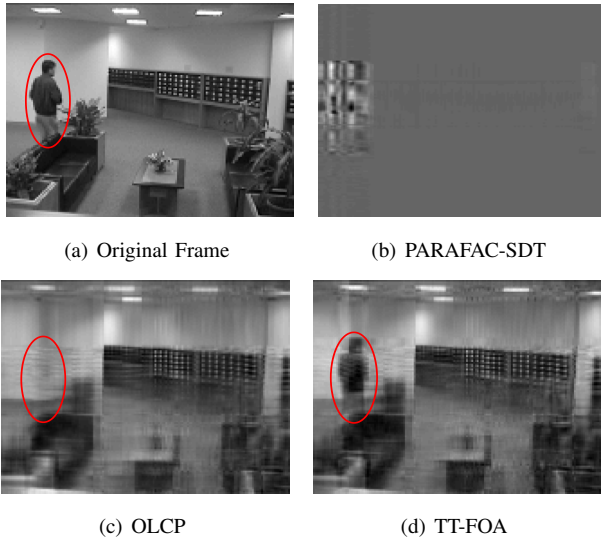 (a) Original Frame
(b) PARAFAC-SDT
(c) OLCP
(d) TT-FOA